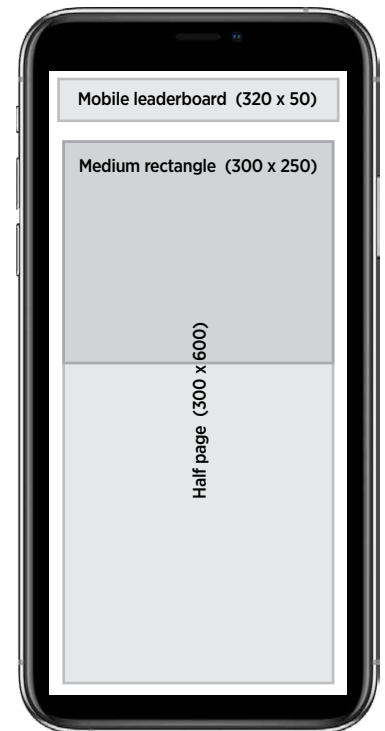 Mobile leaderboard (320 x 50)
Medium rectangle (300 x 250)
Half page (300 x 600)